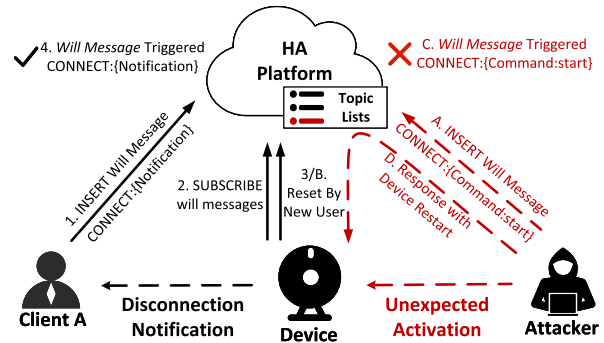 4. Will Message Triggered
CONNECT:{Notification}
HA
Platform
C. Will Message Triggered
CONNECT:{Command:start}
Topic
Lists
1. INSERT Will Message
CONNECT:{Notification}
2. SUBSCRIBE
will messages
3/B.
Reset By
New User
A. INSERT Will Message
CONNECT:{Command:start}
D. Response with
Device Restart
Client A
Disconnection
Notification
Device
Unexpected
Activation
Attacker